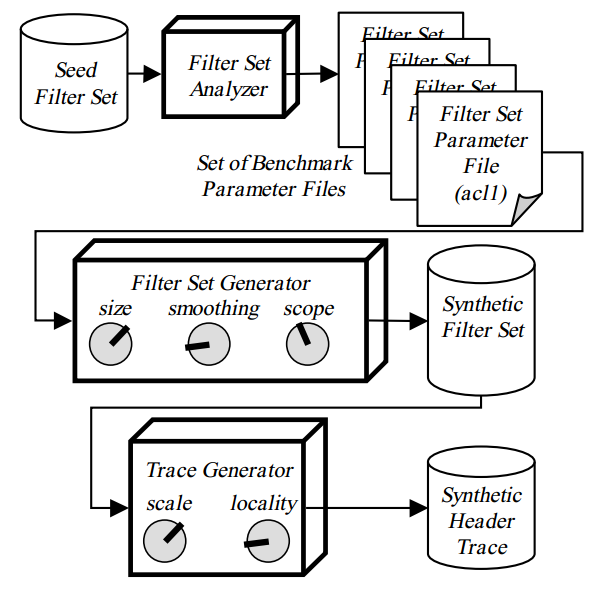 Seed
Filter Set
Filter Set
Analyzer
Filter Set
Filter Set
Filter Set
Filter Set
Parameter
File
(acl1)
Set of Benchmark
Parameter Files
Filter Set Generator
size smoothing scope
Synthetic
Filter Set
Trace Generator
scale locality
Synthetic
Header
Trace